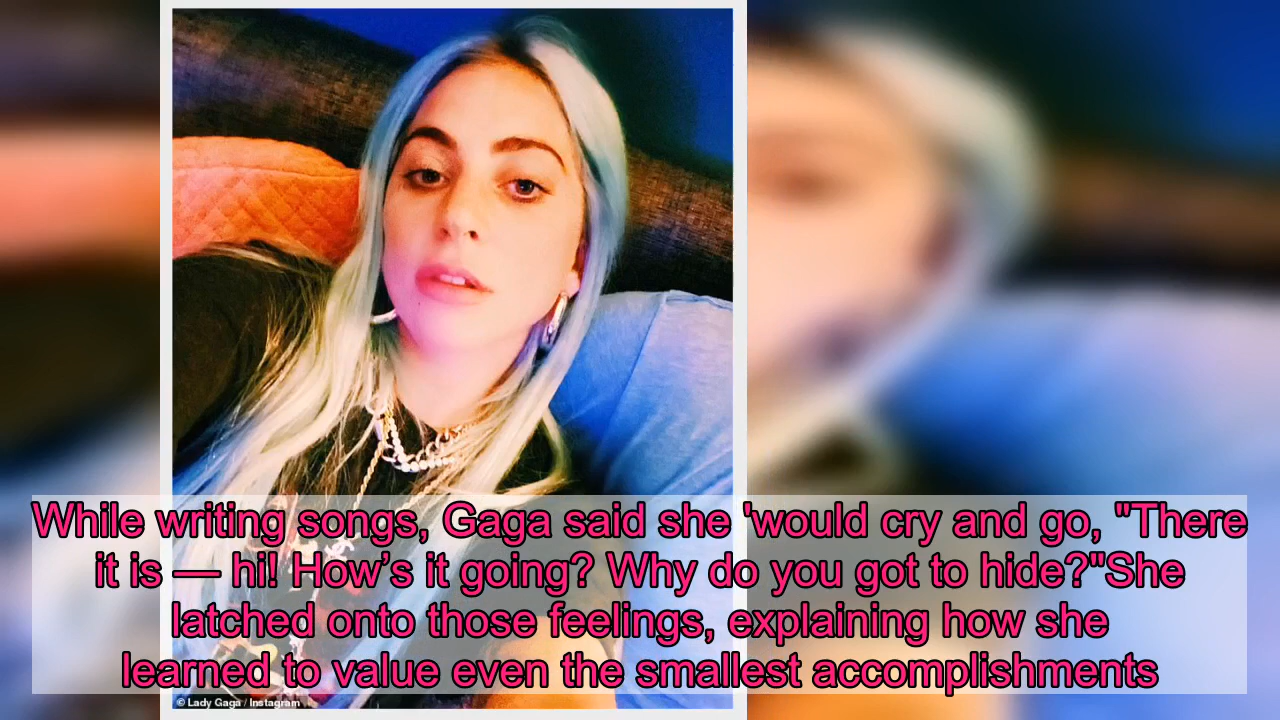 While writing songs, Gaga said she 'would cry and go, "There
it is — hi! How’s it going? Why do you got to hide?"She
latched onto those feelings, explaining how she
learned to value even the smallest accomplishments
© Lady Gaga / Instagram